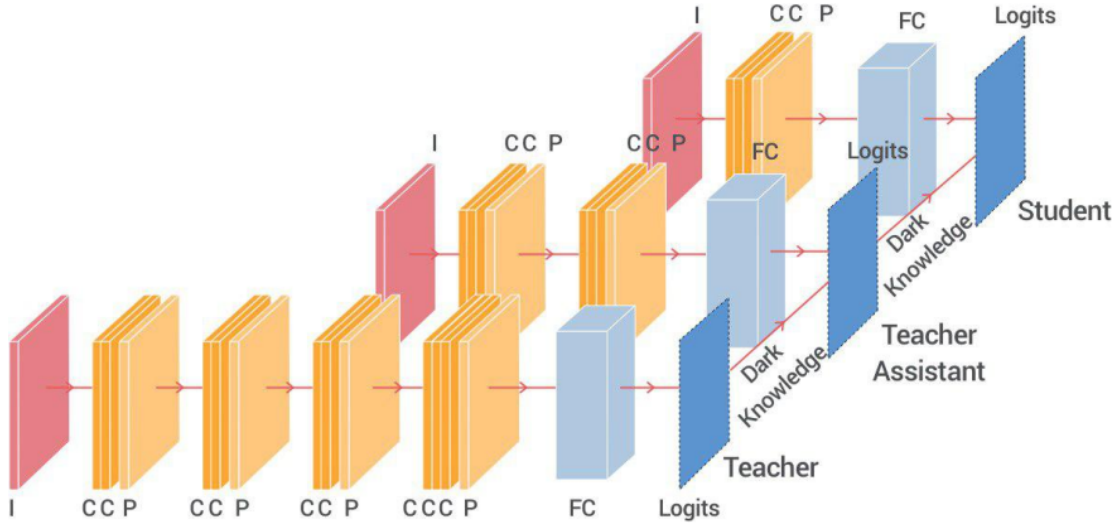 I
C C P
FC
Logits
I
C C P
C C P
FC
Logits
Student
Dark
Knowledge
Teacher
Assistant
Dark
Knowledge
Teacher
I
C C P
C C P
C C P
C C C P
FC
Logits